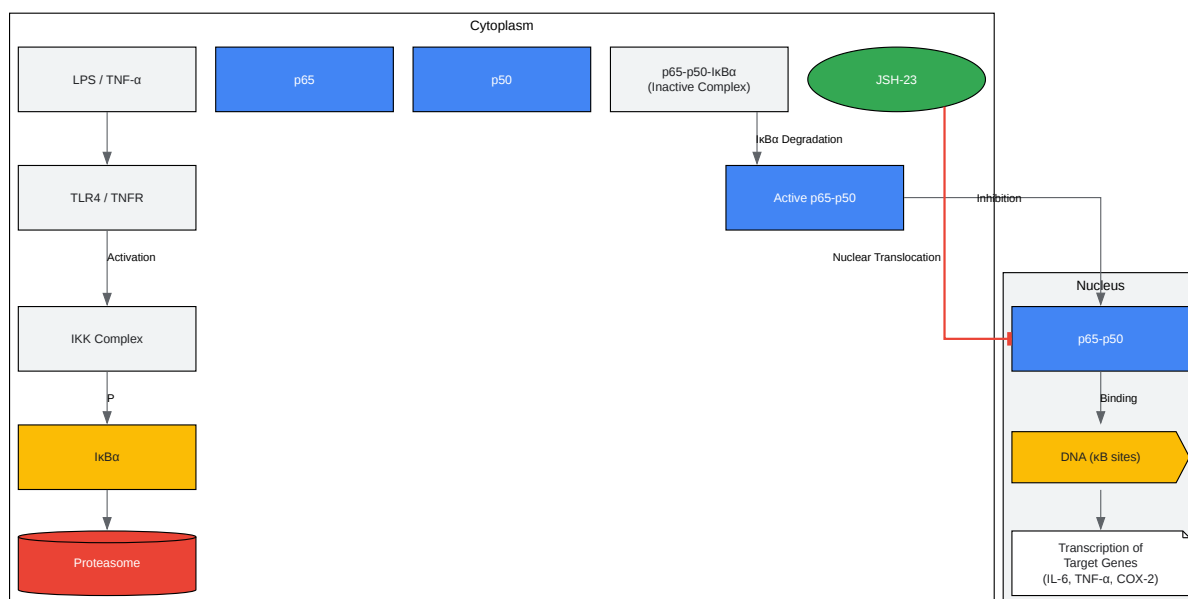 Cytoplasm
LPS / TNF-α
p65
p50
p65-p50-IκBα
(Inactive Complex)
JSH-23
IκBα Degradation
TLR4 / TNFR
Active p65-p50
Inhibition
Activation
Nuclear Translocation
Nucleus
IKK Complex
p65-p50
P
Binding
IκBα
DNA (κB sites)
Proteasome
Transcription of
Target Genes
(IL-6, TNF-α, COX-2)